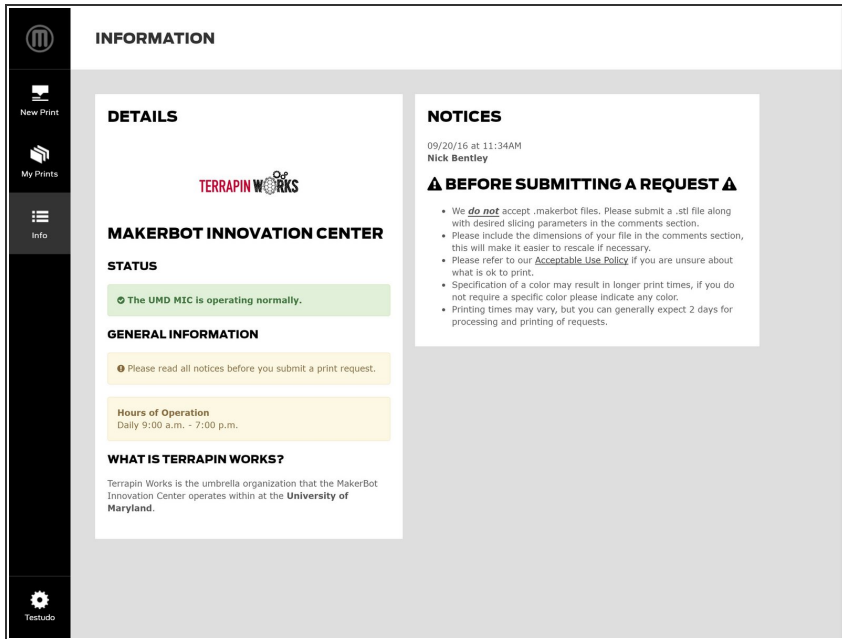 INFORMATION
New Print
My Prints
Info
Testudo
DETAILS
TERRAPIN WORKS
MAKERBOT INNOVATION CENTER
STATUS
The UMD MIC is operating normally.
GENERAL INFORMATION
Please read all notices before you submit a print request.
Hours of Operation
Daily 9:00 a.m. - 7:00 p.m.
WHAT IS TERRAPIN WORKS?
Terrapin Works is the umbrella organization that the MakerBot
Innovation Center operates within at the University of
Maryland.
NOTICES
09/20/16 at 11:34AM
Nick Bentley
BEFORE SUBMITTING A REQUEST
• We do not accept .makerbot files. Please submit a .stl file along
with desired slicing parameters in the comments section.
• Please include the dimensions of your file in the comments section,
this will make it easier to rescale if necessary.
• Please refer to our Acceptable Use Policy if you are unsure about
what is ok to print.
• Specification of a color may result in longer print times, if you do
not require a specific color please indicate any color.
• Printing times may vary, but you can generally expect 2 days for
processing and printing of requests.